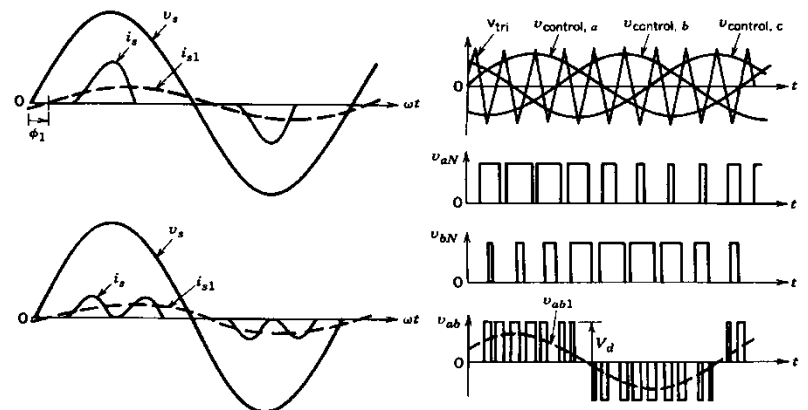 v_s
i_s
i_s1
0
ωt
ϕ_1
v_s
i_s
i_s1
0
ωt
v_tri
v_control, a
v_control, b
v_control, c
0
t
v_aN
0
t
v_bN
0
t
v_ab
v_ab1
V_d
0
t